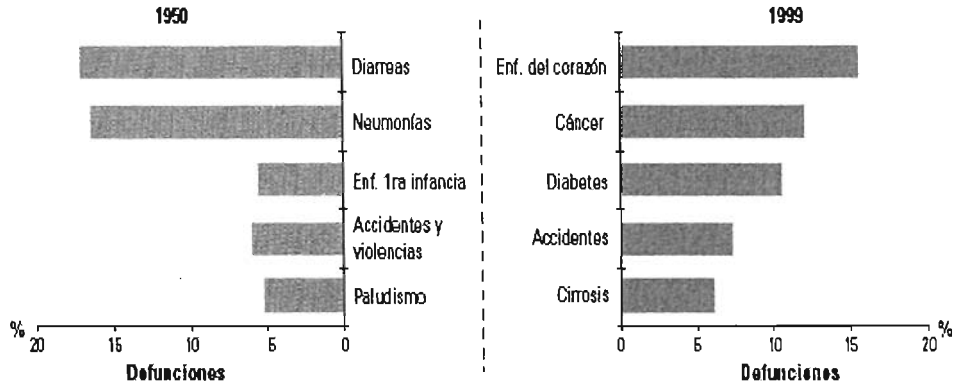 1950
Diarreas
Neumonías
Enf. 1ra infancia
Accidentes y
violencias
Paludismo
%
20 15 10 5 0
Defunciones
1999
Enf. del corazón
Cáncer
Diabetes
Accidentes
Cirrosis
0 5 10 15 20
%
Defunciones